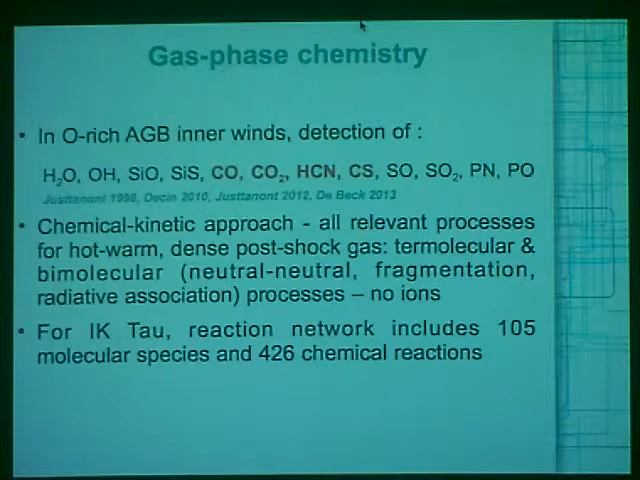 Gas-phase chemistry
• In O-rich AGB inner winds, detection of :
H₂O, OH, SiO, SiS, CO, CO₂, HCN, CS, SO, SO₂, PN, PO
Justtanont 1998, Decin 2010, Justtanont 2012, De Beck 2013
• Chemical-kinetic approach - all relevant processes
for hot-warm, dense post-shock gas: termolecular &
bimolecular (neutral-neutral, fragmentation,
radiative association) processes – no ions
• For IK Tau, reaction network includes 105
molecular species and 426 chemical reactions